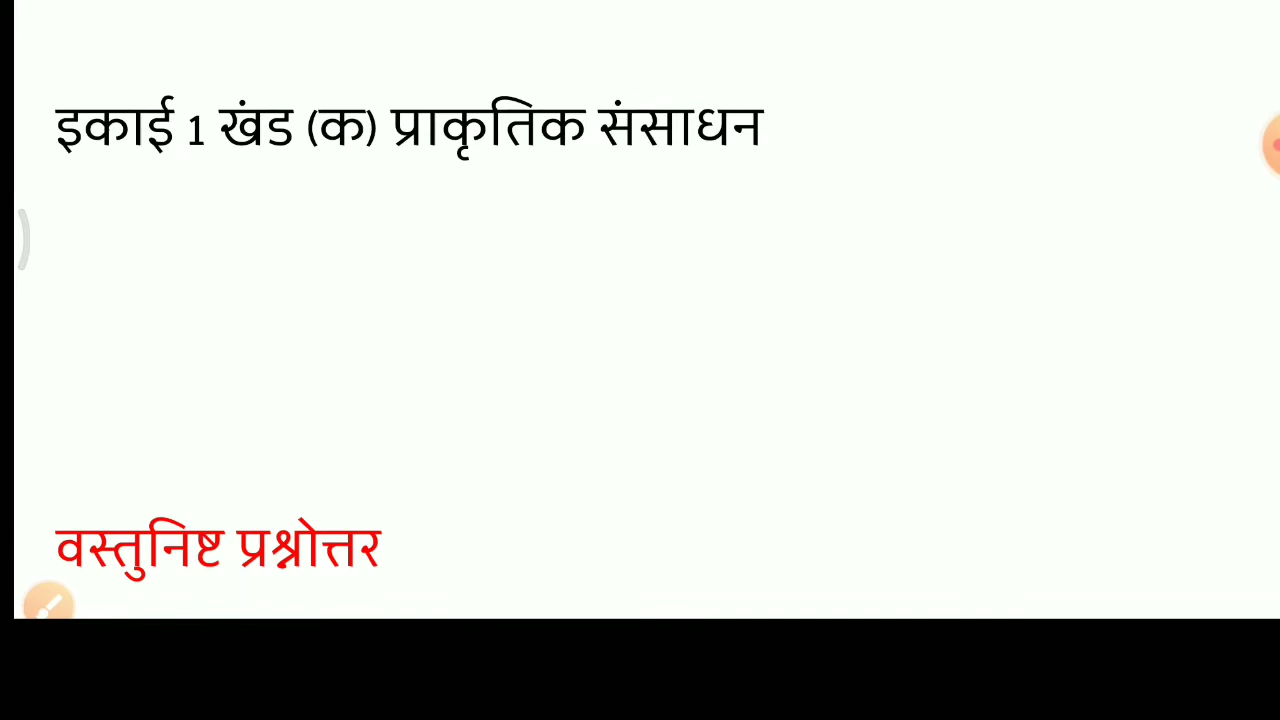 इकाई 1 खंड (क) प्राकृतिक संसाधन
वस्तुनिष्ट प्रश्नोत्तर